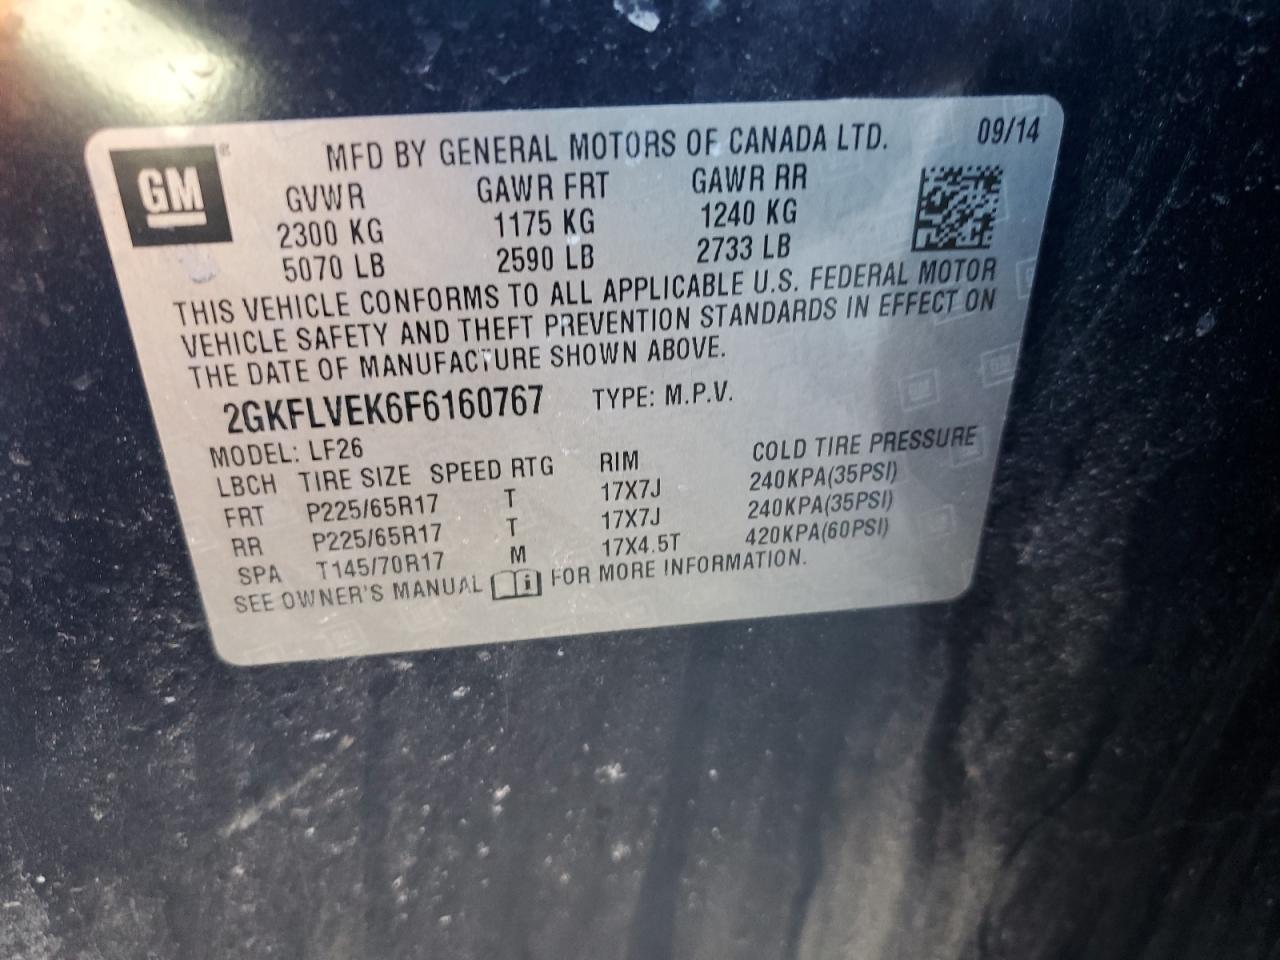 GM
MFD BY GENERAL MOTORS OF CANADA LTD. 09/14
GVWR GAWR FRT GAWR RR
2300 KG 1175 KG 1240 KG
5070 LB 2590 LB 2733 LB
THIS VEHICLE CONFORMS TO ALL APPLICABLE U.S. FEDERAL MOTOR
VEHICLE SAFETY AND THEFT PREVENTION STANDARDS IN EFFECT ON
THE DATE OF MANUFACTURE SHOWN ABOVE.
2GKFLVEK6F6160767 TYPE: M.P.V.
MODEL: LF26
LBCH TIRE SIZE SPEED RTG RIM COLD TIRE PRESSURE
FRT P225/65R17 T 17X7J 240KPA(35PSI)
RR P225/65R17 T 17X7J 240KPA(35PSI)
SPA T145/70R17 M 17X4.5T 420KPA(60PSI)
SEE OWNER'S MANUAL i FOR MORE INFORMATION.